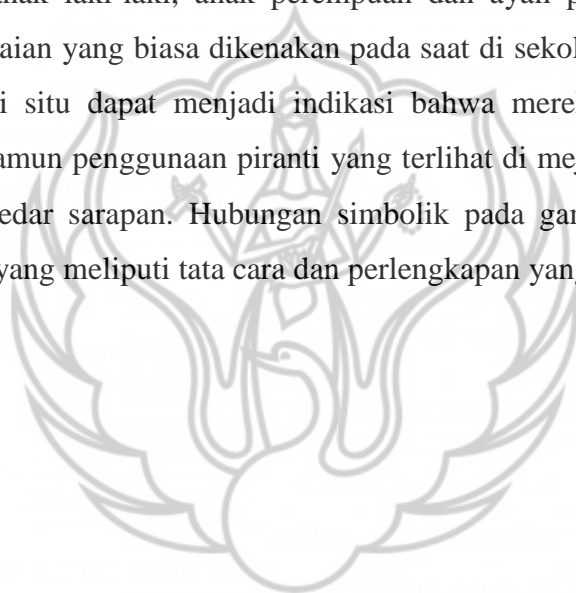 anak laki-laki, anak perempuan dan ayah p
aian yang biasa dikenakan pada saat di sekol
i situ dapat menjadi indikasi bahwa merel
amun penggunaan piranti yang terlihat di mej
edar sarapan. Hubungan simbolik pada gan
yang meliputi tata cara dan perlengkapan yang